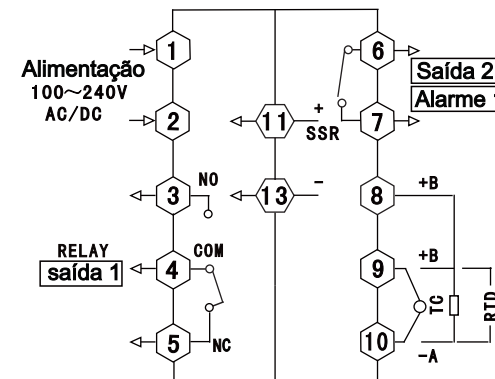 1
Alimentação
100～240V
AC/DC
2
3
NO
RELAY
saída 1
4
COM
5
NC
11
+
SSR
13
-
6
Saída 2
Alarme
7
8
+B
9
+B
TC
RTD
10
-A